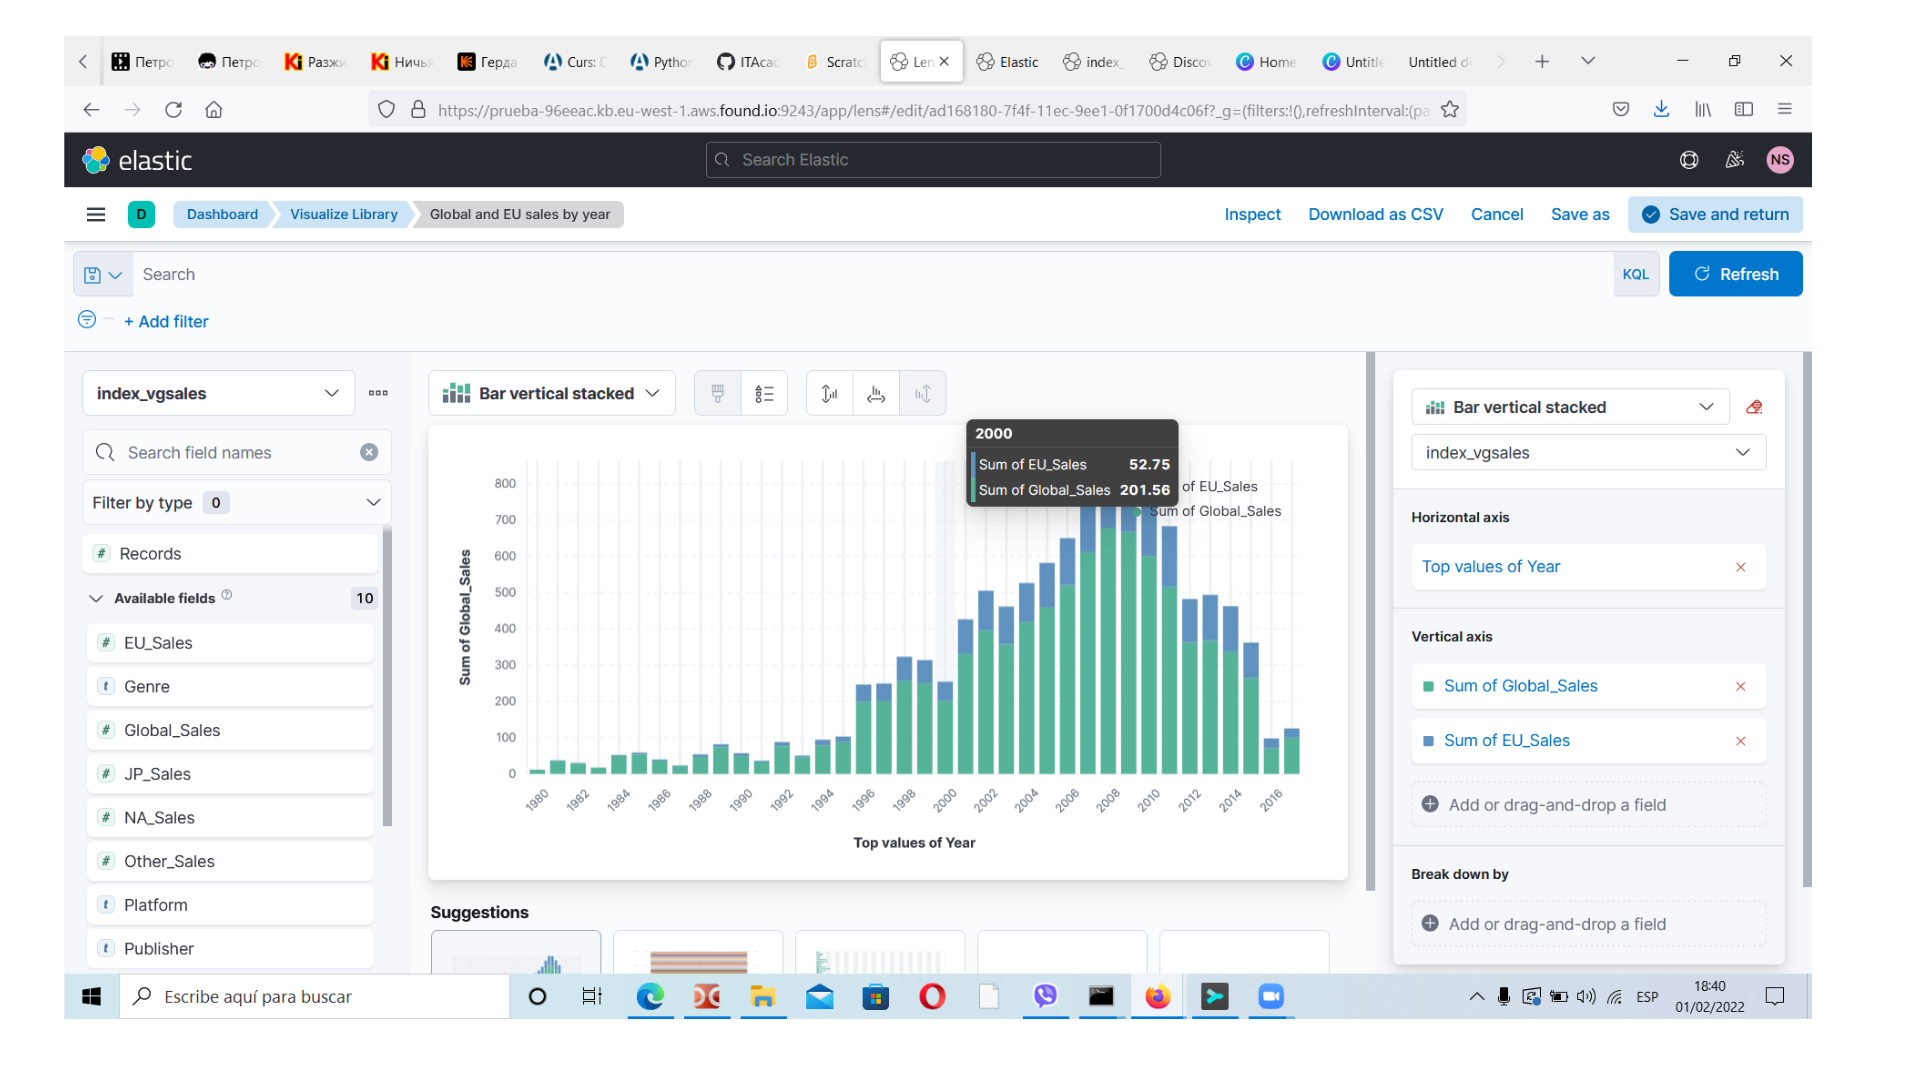 Петро Петро Разжи Ничья Герда Curs: D Python ITAcac Scratc Len Elastic index_ Discov Home Untitle Untitled d
https://prueba-96eeac.kb.eu-west-1.aws.found.io:9243/app/lens#/edit/ad168180-7f4f-11ec-9ee1-0f1700d4c06f?_g=(filters:!(),refreshInterval:(pa
elastic
Search Elastic
NS
D
Dashboard
Visualize Library
Global and EU sales by year
Inspect
Download as CSV
Cancel
Save as
Save and return
Search
KQL
Refresh
+ Add filter
index_vgsales
Search field names
Filter by type 0
# Records
Available fields 10
# EU_Sales
t Genre
# Global_Sales
# JP_Sales
# NA_Sales
# Other_Sales
t Platform
t Publisher
Bar vertical stacked
2000
Sum of EU_Sales 52.75
Sum of Global_Sales 201.56
of EU_Sales
Sum of Global_Sales
Sum of Global_Sales
800
700
600
500
400
300
200
100
0
1980 1982 1984 1986 1988 1990 1992 1994 1996 1998 2000 2002 2004 2006 2008 2010 2012 2014 2016
Top values of Year
Suggestions
Bar vertical stacked
index_vgsales
Horizontal axis
Top values of Year
Vertical axis
Sum of Global_Sales
Sum of EU_Sales
Add or drag-and-drop a field
Break down by
Add or drag-and-drop a field
Escribe aquí para buscar
ESP
18:40
01/02/2022